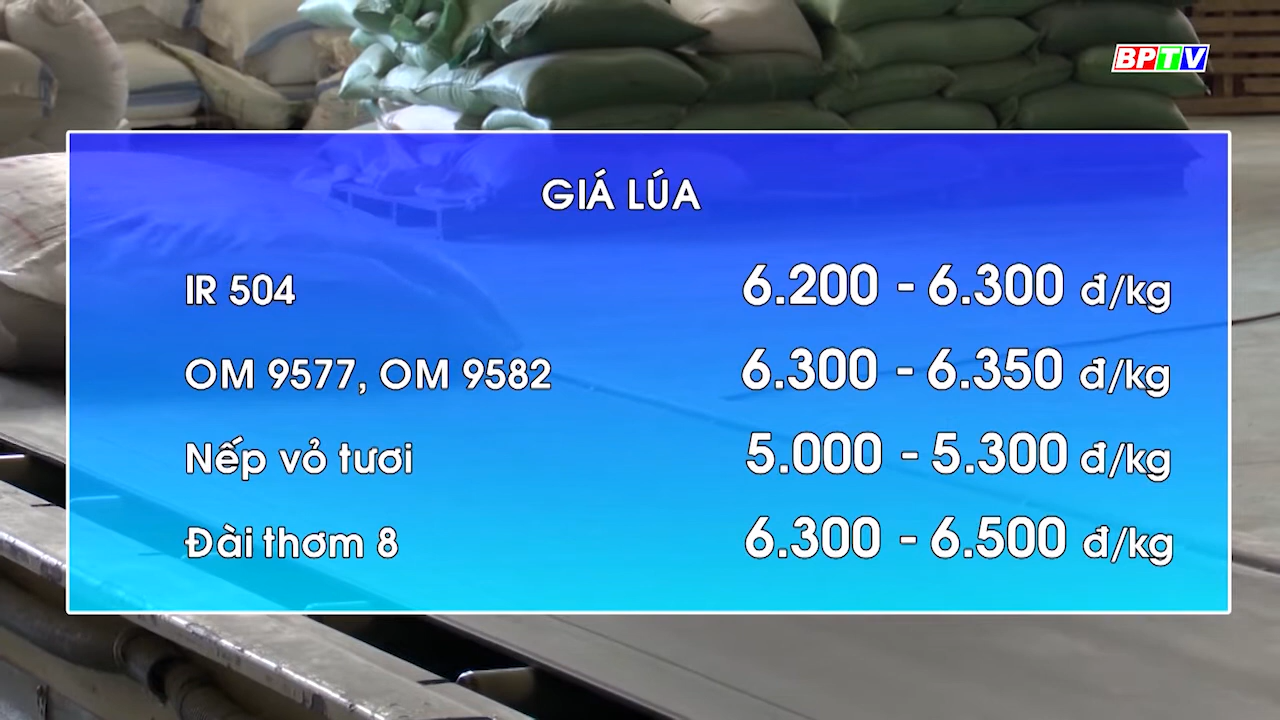 BPTV
GIÁ LÚA
IR 504 6.200 - 6.300 đ/kg
OM 9577, OM 9582 6.300 - 6.350 đ/kg
Nếp vỏ tươi 5.000 - 5.300 đ/kg
Đài thơm 8 6.300 - 6.500 đ/kg